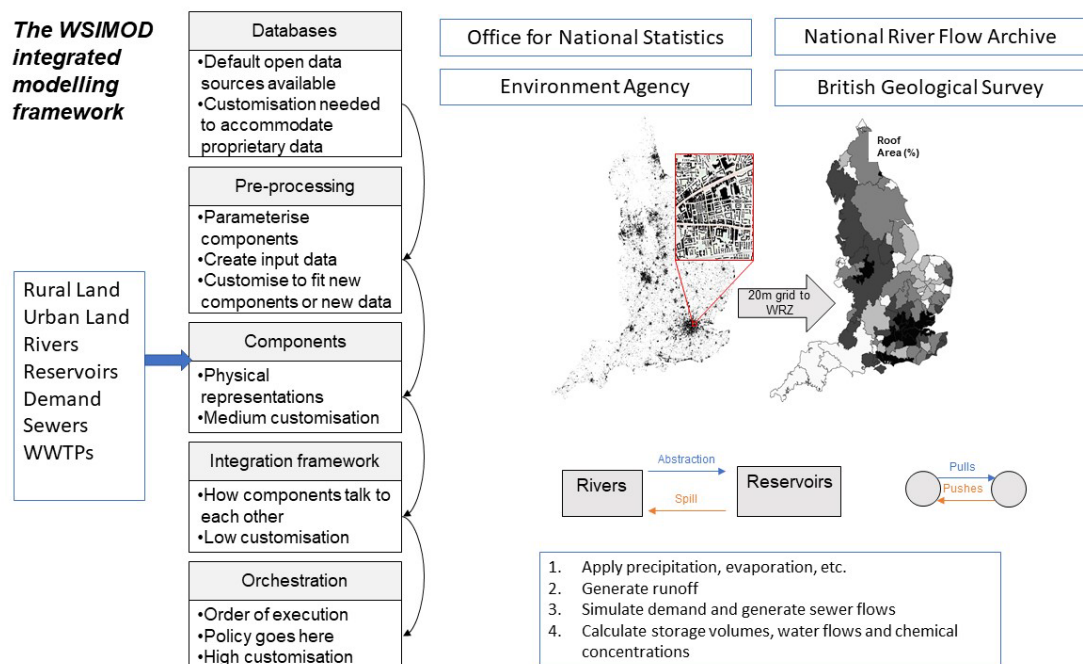 The WSIMOD
integrated
modelling
framework
Databases
•Default open data
sources available
•Customisation needed
to accommodate
proprietary data
Pre-processing
•Parameterise
components
•Create input data
•Customise to fit new
components or new data
Components
•Physical
representations
•Medium customisation
Integration framework
•How components talk to
each other
•Low customisation
Orchestration
•Order of execution
•Policy goes here
•High customisation
Rural Land
Urban Land
Rivers
Reservoirs
Demand
Sewers
WWTPs
Office for National Statistics
National River Flow Archive
Environment Agency
British Geological Survey
Roof
Area (%)
20m grid to
WRZ
Rivers
Abstraction
Spill
Reservoirs
Pulls
Pushes
1. Apply precipitation, evaporation, etc.
2. Generate runoff
3. Simulate demand and generate sewer flows
4. Calculate storage volumes, water flows and chemical
concentrations